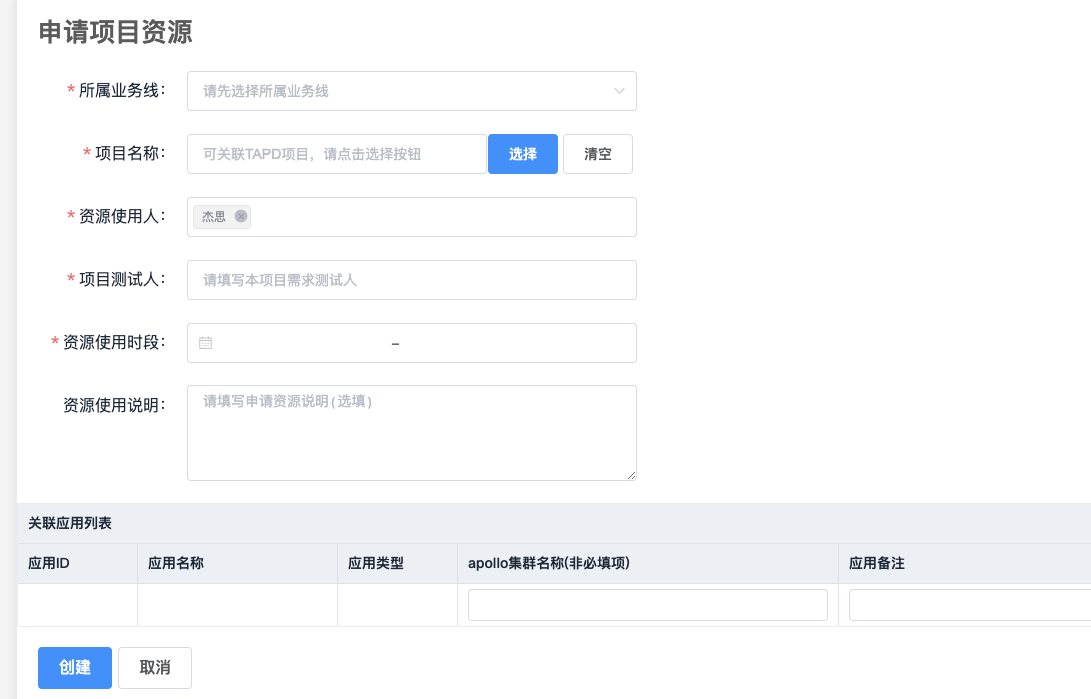 申请项目资源
* 所属业务线：
请先选择所属业务线
* 项目名称：
可关联TAPD项目，请点击选择按钮
选择
清空
* 资源使用人：
杰思
* 项目测试人：
请填写本项目需求测试人
* 资源使用时段：
–
资源使用说明：
请填写申请资源说明(选填)
关联应用列表
应用ID
应用名称
应用类型
apollo集群名称(非必填项)
应用备注
创建
取消